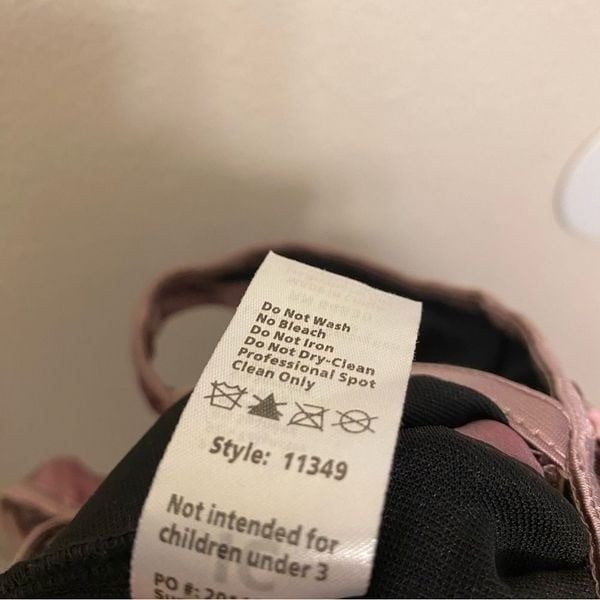 Do Not Wash
No Bleach
Do Not Iron
Do Not Dry-Clean
Professional Spot
Clean Only
Style: 11349
Not intended for
children under 3
PO #: